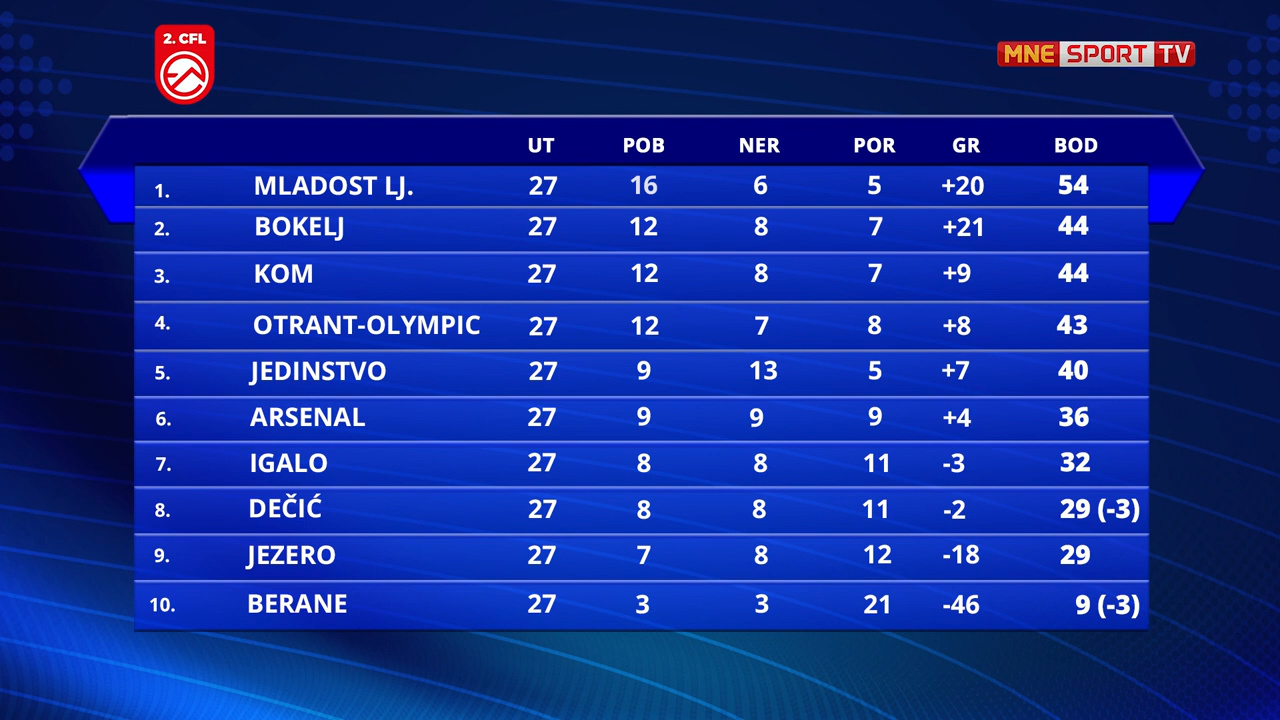 2. CFL
MNE SPORT TV
UT POB NER POR GR BOD
1. MLADOST LJ. 27 16 6 5 +20 54
2. BOKELJ 27 12 8 7 +21 44
3. KOM 27 12 8 7 +9 44
4. OTRANT-OLYMPIC 27 12 7 8 +8 43
5. JEDINSTVO 27 9 13 5 +7 40
6. ARSENAL 27 9 9 9 +4 36
7. IGALO 27 8 8 11 -3 32
8. DEČIĆ 27 8 8 11 -2 29 (-3)
9. JEZERO 27 7 8 12 -18 29
10. BERANE 27 3 3 21 -46 9 (-3)